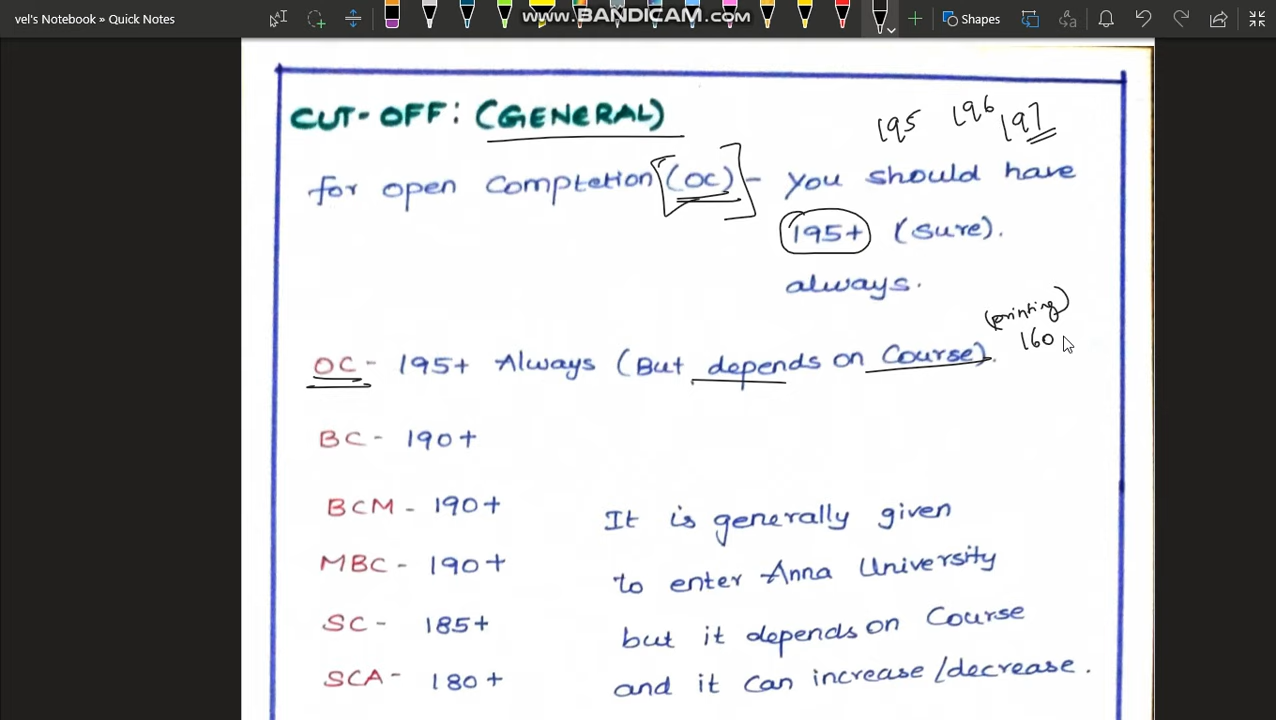 vel's Notebook » Quick Notes
www.BANDICAM.com
Shapes
CUT-OFF: (GENERAL)
195 196 197
for open Comptetion (OC) - you should have
195+ (sure).
always.
(printing)
160
OC - 195+ Always (But depends on Course).
BC - 190+
BCM - 190+
It is generally given
MBC - 190+
to enter Anna University
SC - 185+
but it depends on Course
SCA - 180+
and it can increase/decrease.